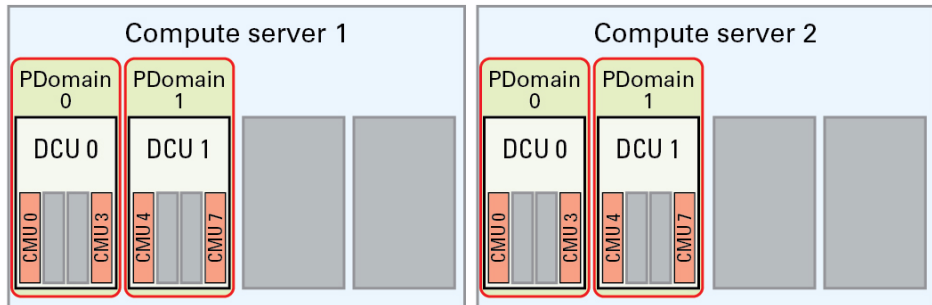 Compute server 1
PDomain
0
PDomain
1
DCU 0
DCU 1
CMU 0
CMU 3
CMU 4
CMU 7
Compute server 2
PDomain
0
PDomain
1
DCU 0
DCU 1
CMU 0
CMU 3
CMU 4
CMU 7